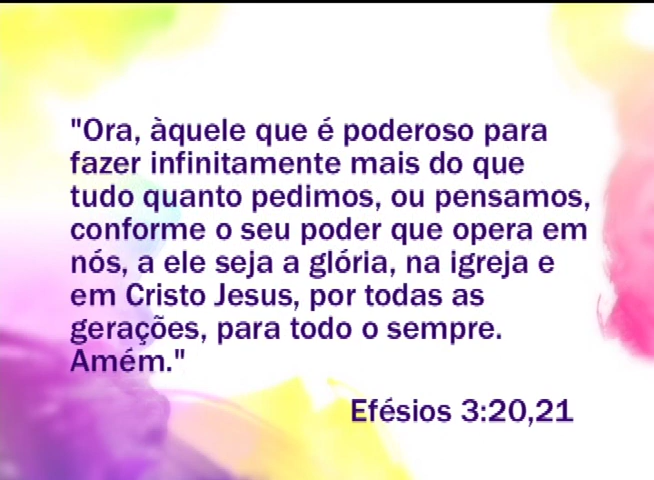 "Ora, àquele que é poderoso para
fazer infinitamente mais do que
tudo quanto pedimos, ou pensamos,
conforme o seu poder que opera em
nós, a ele seja a glória, na igreja e
em Cristo Jesus, por todas as
gerações, para todo o sempre.
Amém."
Efésios 3:20,21